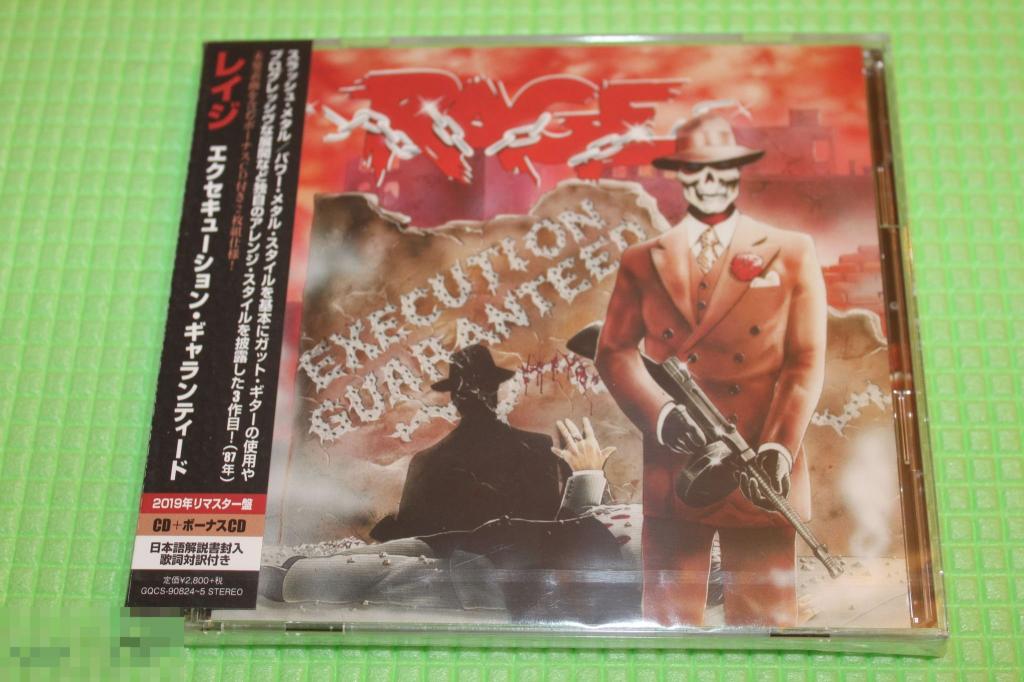 スラッシュ・メタル/パワー・メタル・スタイルを基本にガット・ギターの使用や
プログレッシヴな展開など独自のアレンジ・スタイルを披露した3作目!('87年)
レイジ
エクセキューション・ギャランティード
2019年リマスター盤
CD+ボーナスCD
日本語解説書封入
歌詞対訳付き
定価¥2,800+税
GQCS-90824~5 STEREO
RAGE
EXECUTION
GUARANTEED